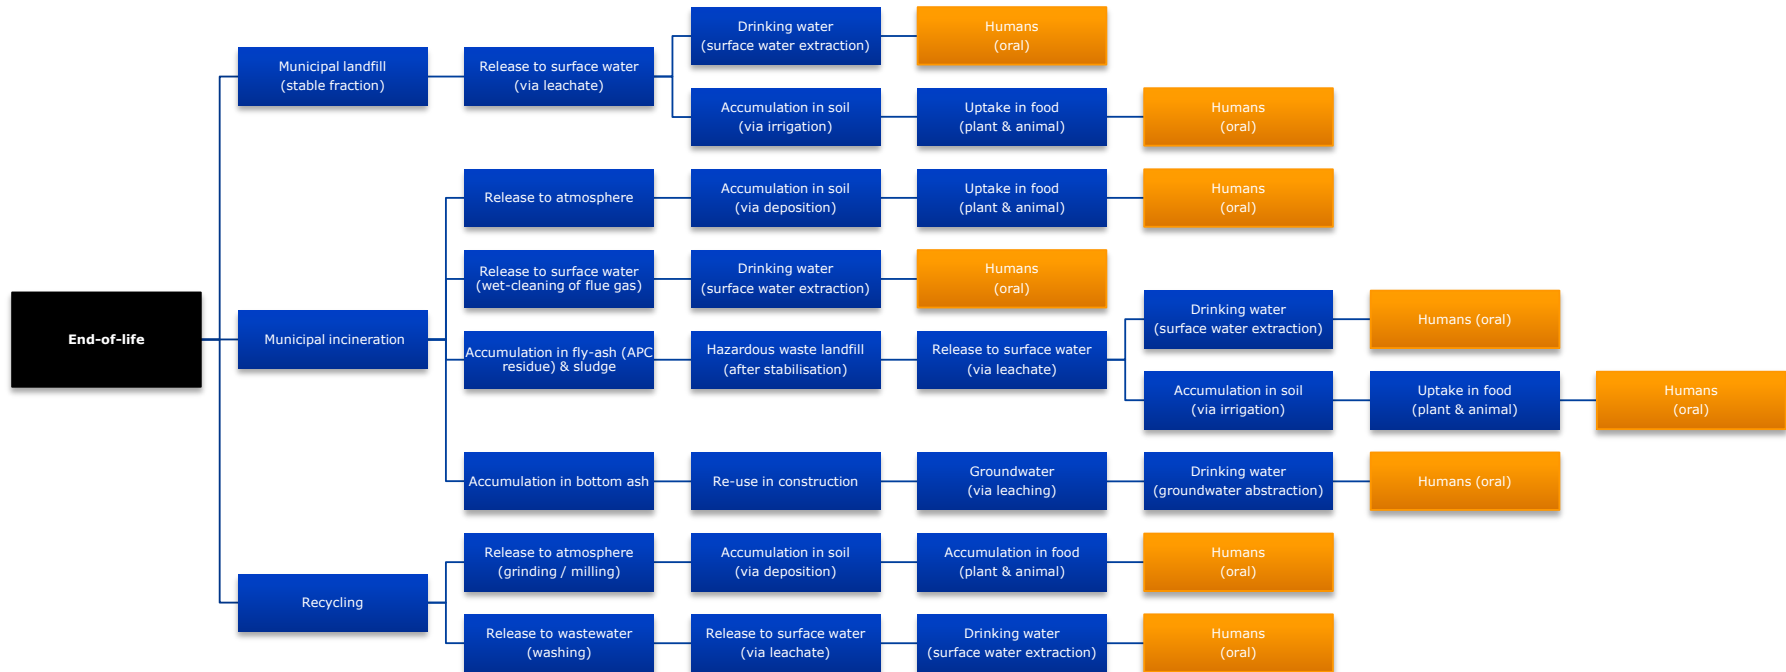 End-of-life
Municipal landfill
(stable fraction)
Release to surface water
(via leachate)
Drinking water
(surface water extraction)
Humans
(oral)
Accumulation in soil
(via irrigation)
Uptake in food
(plant & animal)
Humans
(oral)
Municipal incineration
Release to atmosphere
Accumulation in soil
(via deposition)
Uptake in food
(plant & animal)
Humans
(oral)
Release to surface water
(wet-cleaning of flue gas)
Drinking water
(surface water extraction)
Humans
(oral)
Accumulation in fly-ash (APC
residue) & sludge
Hazardous waste landfill
(after stabilisation)
Release to surface water
(via leachate)
Drinking water
(surface water extraction)
Humans (oral)
Accumulation in soil
(via irrigation)
Uptake in food
(plant & animal)
Humans
(oral)
Accumulation in bottom ash
Re-use in construction
Groundwater
(via leaching)
Drinking water
(groundwater abstraction)
Humans (oral)
Recycling
Release to atmosphere
(grinding / milling)
Accumulation in soil
(via deposition)
Accumulation in food
(plant & animal)
Humans
(oral)
Release to wastewater
(washing)
Release to surface water
(via leachate)
Drinking water
(surface water extraction)
Humans
(oral)